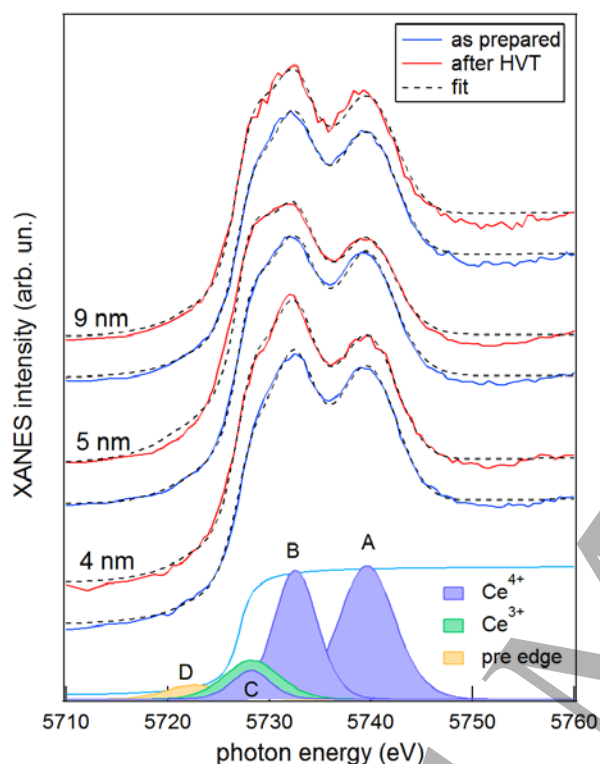 as prepared
after HVT
fit
XANES intensity (arb. un.)
9 nm
5 nm
4 nm
B
A
D
C
Ce⁴⁺
Ce³⁺
pre edge
5710 5720 5730 5740 5750 5760
photon energy (eV)